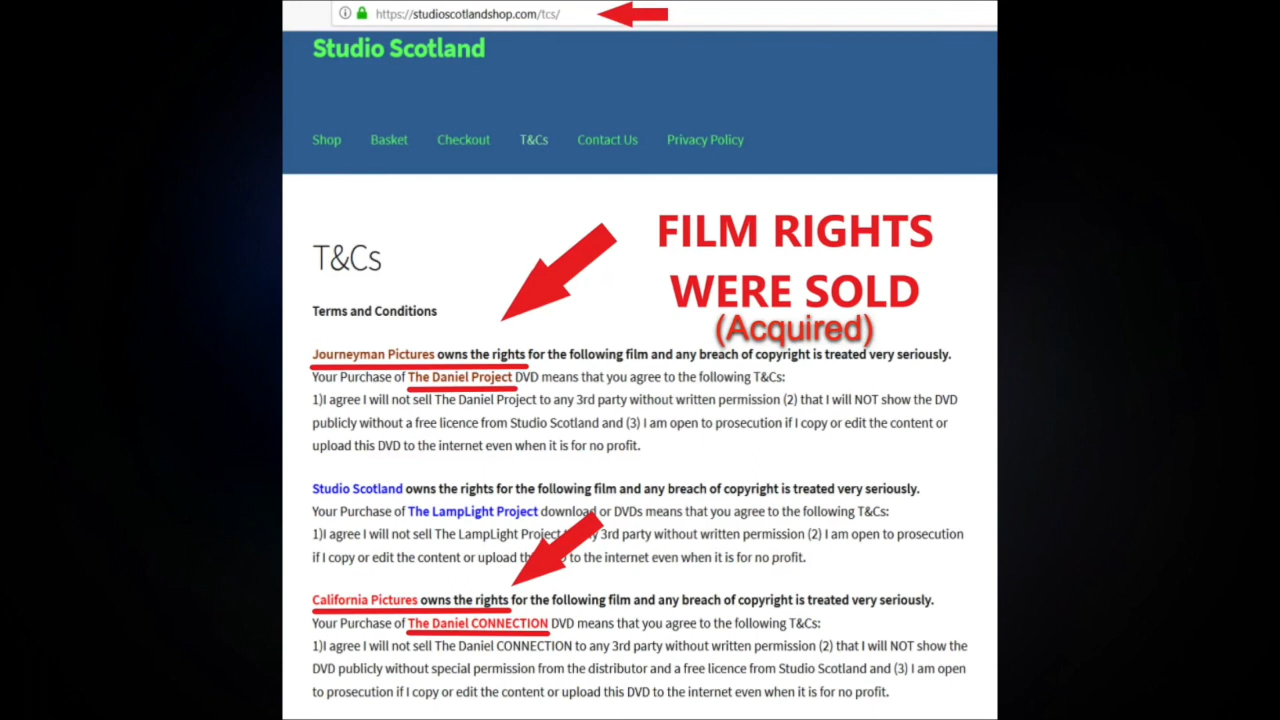 https://studioscotlandshop.com/tcs/
Studio Scotland
Shop Basket Checkout T&Cs Contact Us Privacy Policy
FILM RIGHTS
WERE SOLD
(Acquired)
T&Cs
Terms and Conditions
Journeyman Pictures owns the rights for the following film and any breach of copyright is treated very seriously.
Your Purchase of The Daniel Project DVD means that you agree to the following T&Cs:
1)I agree I will not sell The Daniel Project to any 3rd party without written permission (2) that I will NOT show the DVD
publicly without a free licence from Studio Scotland and (3) I am open to prosecution if I copy or edit the content or
upload this DVD to the internet even when it is for no profit.
Studio Scotland owns the rights for the following film and any breach of copyright is treated very seriously.
Your Purchase of The LampLight Project download or DVDs means that you agree to the following T&Cs:
1)I agree I will not sell The LampLight Project 3rd party without written permission (2) I am open to prosecution
if I copy or edit the content or upload to the internet even when it is for no profit.
California Pictures owns the rights for the following film and any breach of copyright is treated very seriously.
Your Purchase of The Daniel CONNECTION DVD means that you agree to the following T&Cs:
1)I agree I will not sell The Daniel CONNECTION to any 3rd party without written permission (2) that I will NOT show the
DVD publicly without special permission from the distributor and a free licence from Studio Scotland and (3) I am open
to prosecution if I copy or edit the content or upload this DVD to the internet even when it is for no profit.